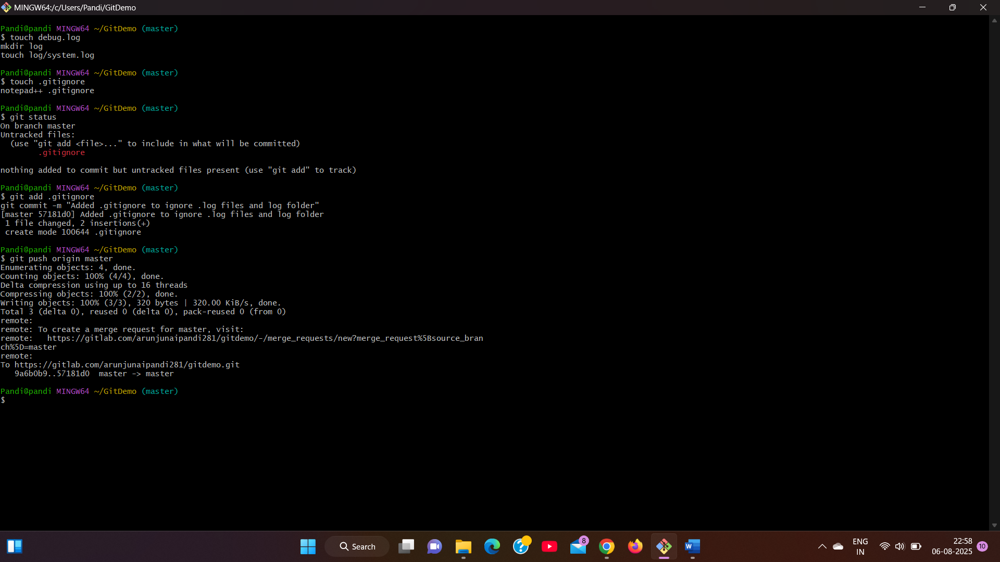 MINGW64:/c/Users/Pandi/GitDemo
Pandi@pandi MINGW64 ~/GitDemo (master)
$ touch debug.log
mkdir log
touch log/system.log
Pandi@pandi MINGW64 ~/GitDemo (master)
$ touch .gitignore
notepad++ .gitignore
Pandi@pandi MINGW64 ~/GitDemo (master)
$ git status
On branch master
Untracked files:
  (use "git add <file>..." to include in what will be committed)
        .gitignore
nothing added to commit but untracked files present (use "git add" to track)
Pandi@pandi MINGW64 ~/GitDemo (master)
$ git add .gitignore
git commit -m "Added .gitignore to ignore .log files and log folder"
[master 57181d0] Added .gitignore to ignore .log files and log folder
 1 file changed, 2 insertions(+)
 create mode 100644 .gitignore
Pandi@pandi MINGW64 ~/GitDemo (master)
$ git push origin master
Enumerating objects: 4, done.
Counting objects: 100% (4/4), done.
Delta compression using up to 16 threads
Compressing objects: 100% (2/2), done.
Writing objects: 100% (3/3), 320 bytes | 320.00 KiB/s, done.
Total 3 (delta 0), reused 0 (delta 0), pack-reused 0 (from 0)
remote:
remote: To create a merge request for master, visit:
remote:   https://gitlab.com/arunjunaipandi281/gitdemo/-/merge_requests/new?merge_request%5Bsource_bran
ch%5D=master
remote:
To https://gitlab.com/arunjunaipandi281/gitdemo.git
   9a6b0b9..57181d0  master -> master
Pandi@pandi MINGW64 ~/GitDemo (master)
$
Search
8
W
ENG
IN
22:58
06-08-2025
10